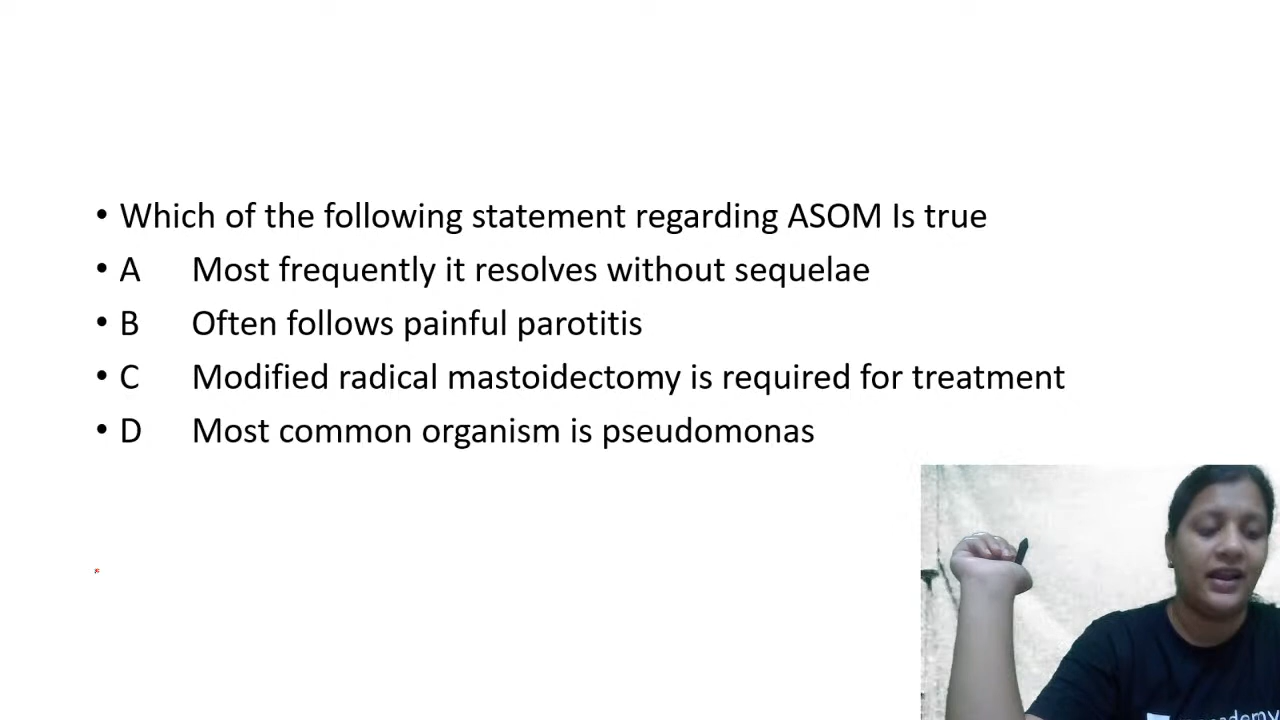 • Which of the following statement regarding ASOM Is true
• A Most frequently it resolves without sequelae
• B Often follows painful parotitis
• C Modified radical mastoidectomy is required for treatment
• D Most common organism is pseudomonas